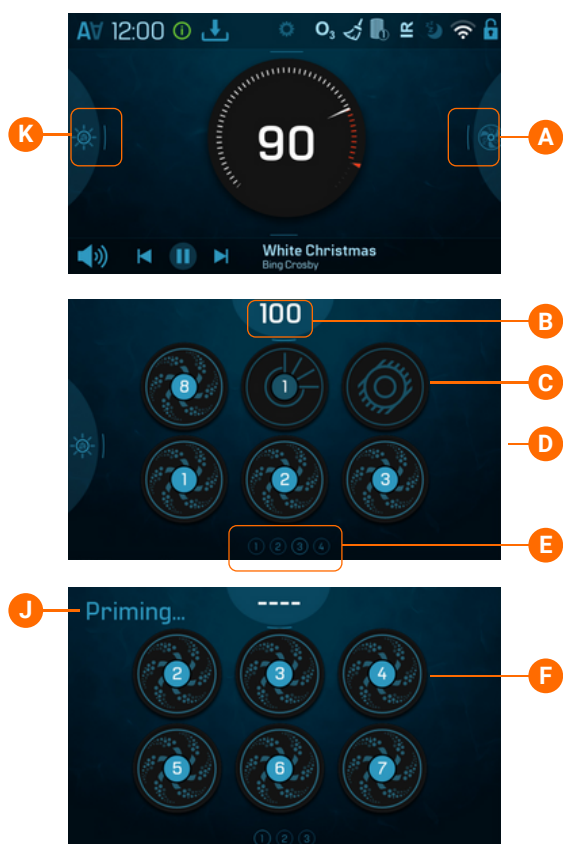 A∀ 12:00 O₃ IR
K
A
90
White Christmas
Bing Crosby
100
B
8 1
C
D
1 2 3
1 2 3 4
E
J
Priming...
----
2 3 4
F
5 6 7
1 2 3